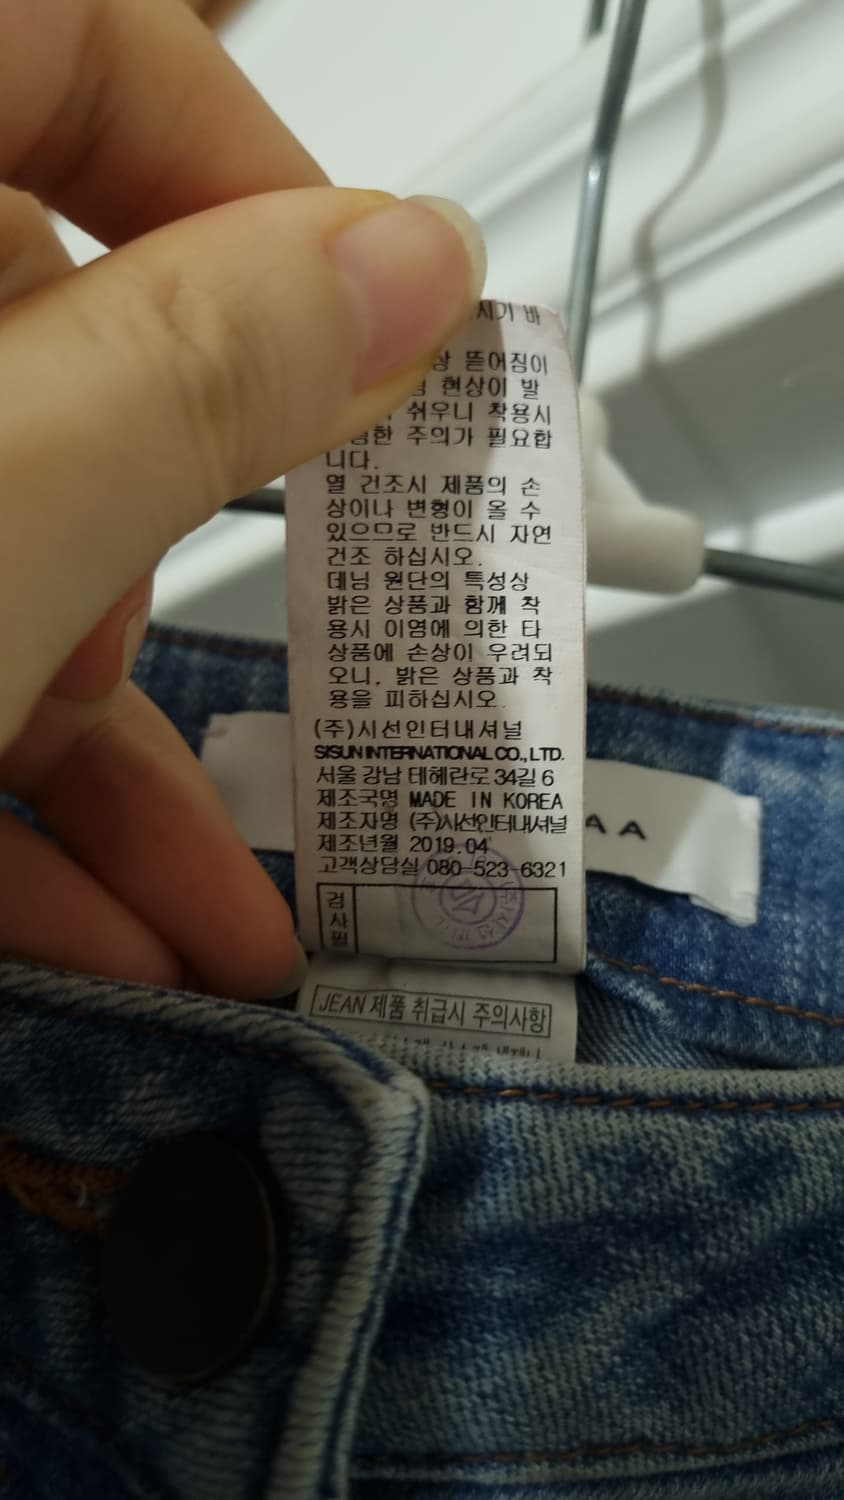 시기 바
뜯어짐이
현상이 발
쉬우니 착용시
주의가 필요합
니다.
열 건조시 제품의 손
상이나 변형이 올 수
있으므로 반드시 자연
건조 하십시오.
데님 원단의 특성상
밝은 상품과 함께 착
용시 이염에 의한 타
상품에 손상이 우려되
오니, 밝은 상품과 착
용을 피하십시오.
(주)시선인터내셔널
SISUN INTERNATIONAL CO., LTD.
서울 강남 테헤란로 34길 6
제조국명 MADE IN KOREA
제조자명 (주)시선인터내셔널
A A
제조년월 2019.04
고객상담실 080-523-6321
검사필
JEAN 제품 취급시 주의사항